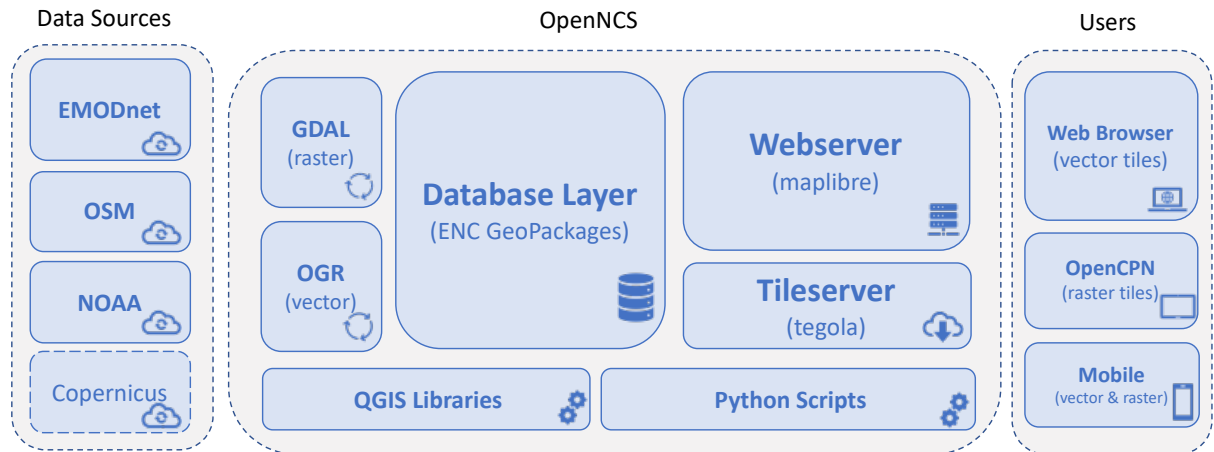 Data Sources
OpenNCS
Users
EMODnet
OSM
NOAA
Copernicus
GDAL
(raster)
OGR
(vector)
Database Layer
(ENC GeoPackages)
Webserver
(maplibre)
Tileserver
(tegola)
QGIS Libraries
Python Scripts
Web Browser
(vector tiles)
OpenCPN
(raster tiles)
Mobile
(vector & raster)